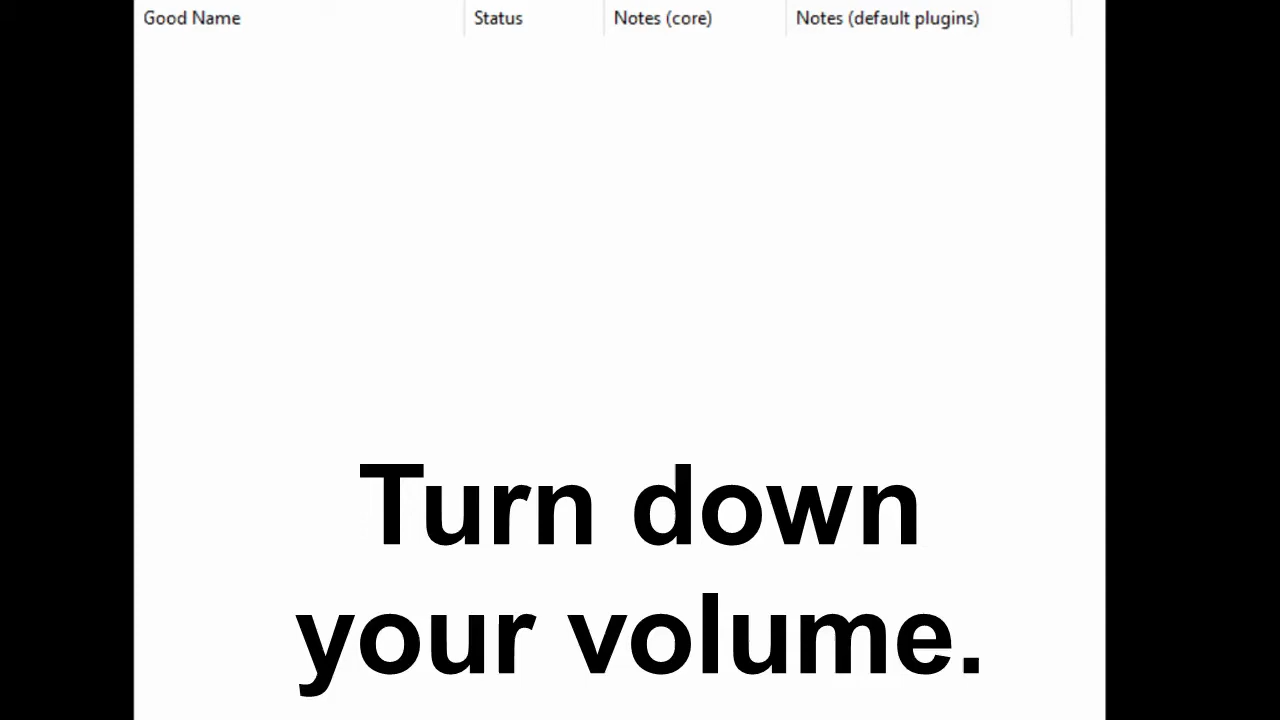 Good Name Status Notes (core) Notes (default plugins)
Turn down
your volume.